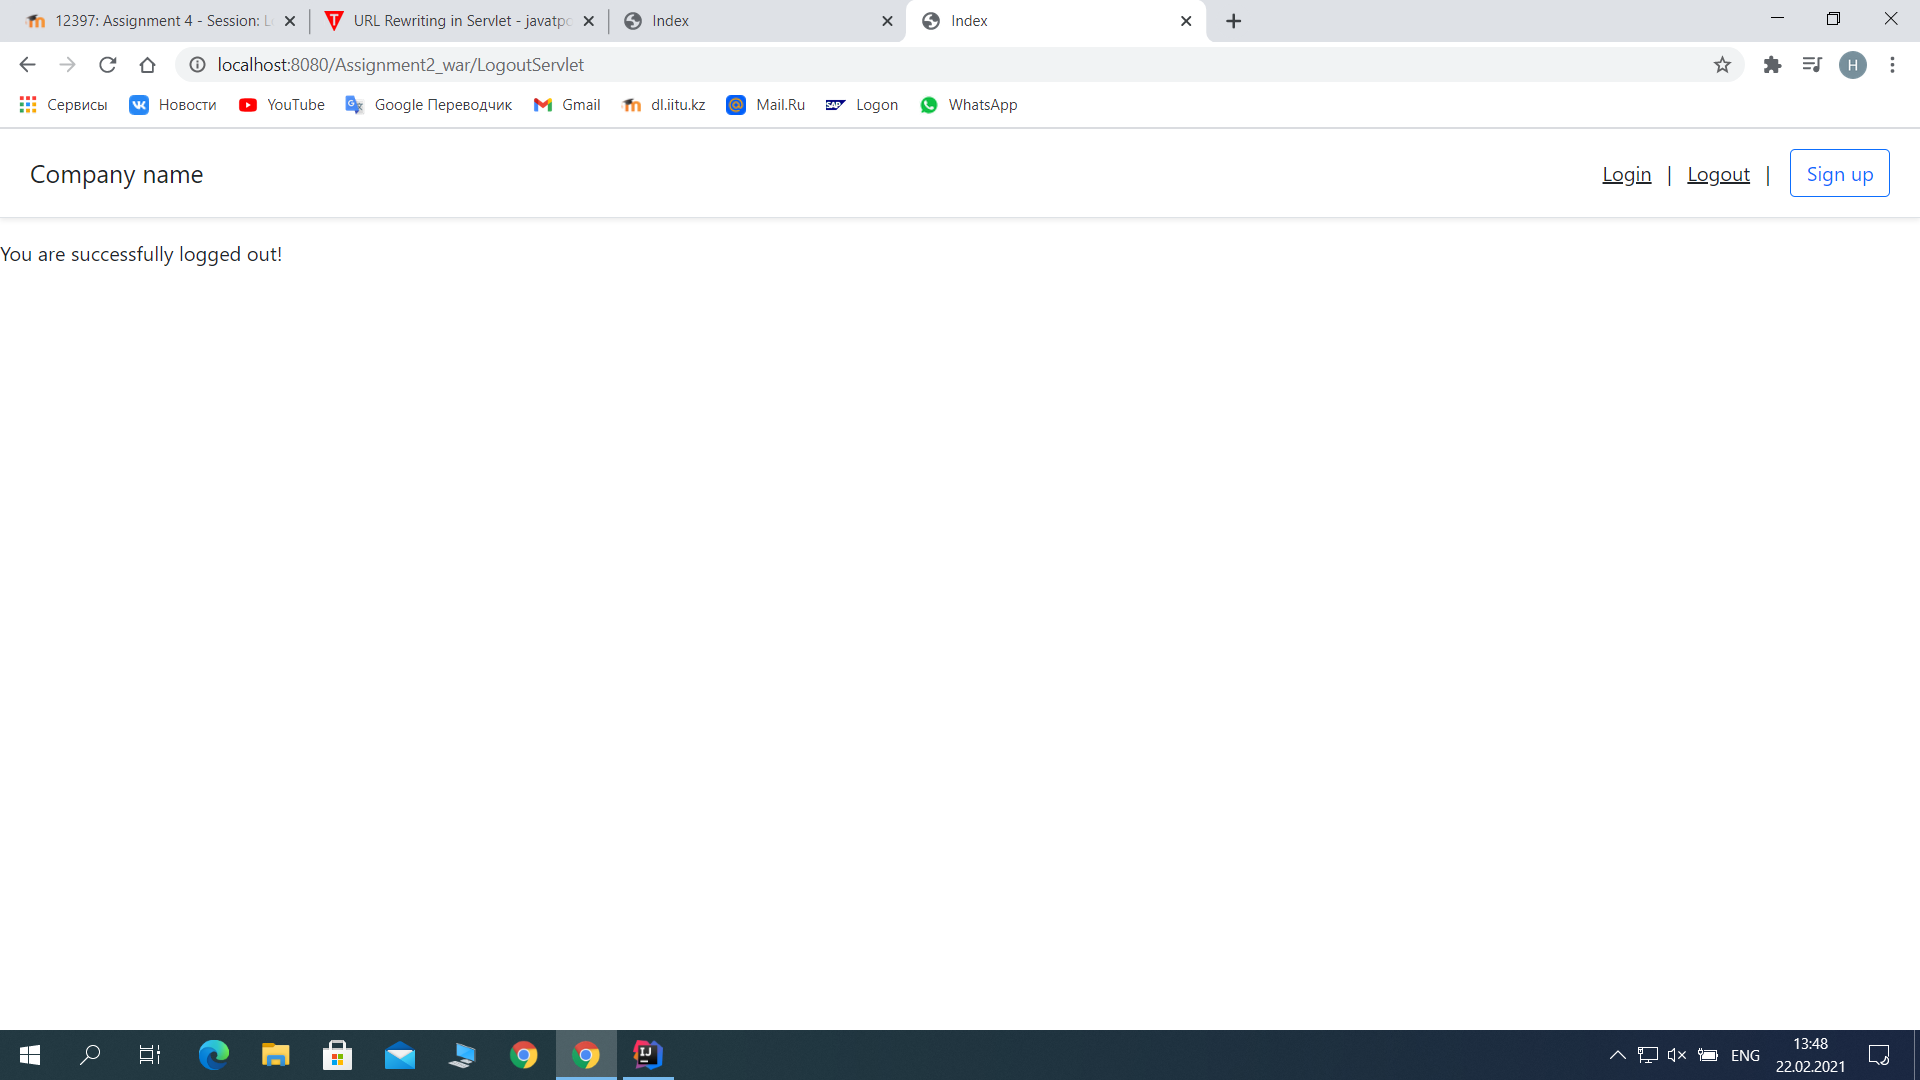 12397: Assignment 4 - Session: L
URL Rewriting in Servlet - javatpo
Index
Index
localhost:8080/Assignment2_war/LogoutServlet
H
Сервисы
Новости
YouTube
Google Переводчик
Gmail
dl.iitu.kz
Mail.Ru
SAP
Logon
WhatsApp
Company name
Login | Logout | Sign up
You are successfully logged out!
IJ
ENG
13:48
22.02.2021